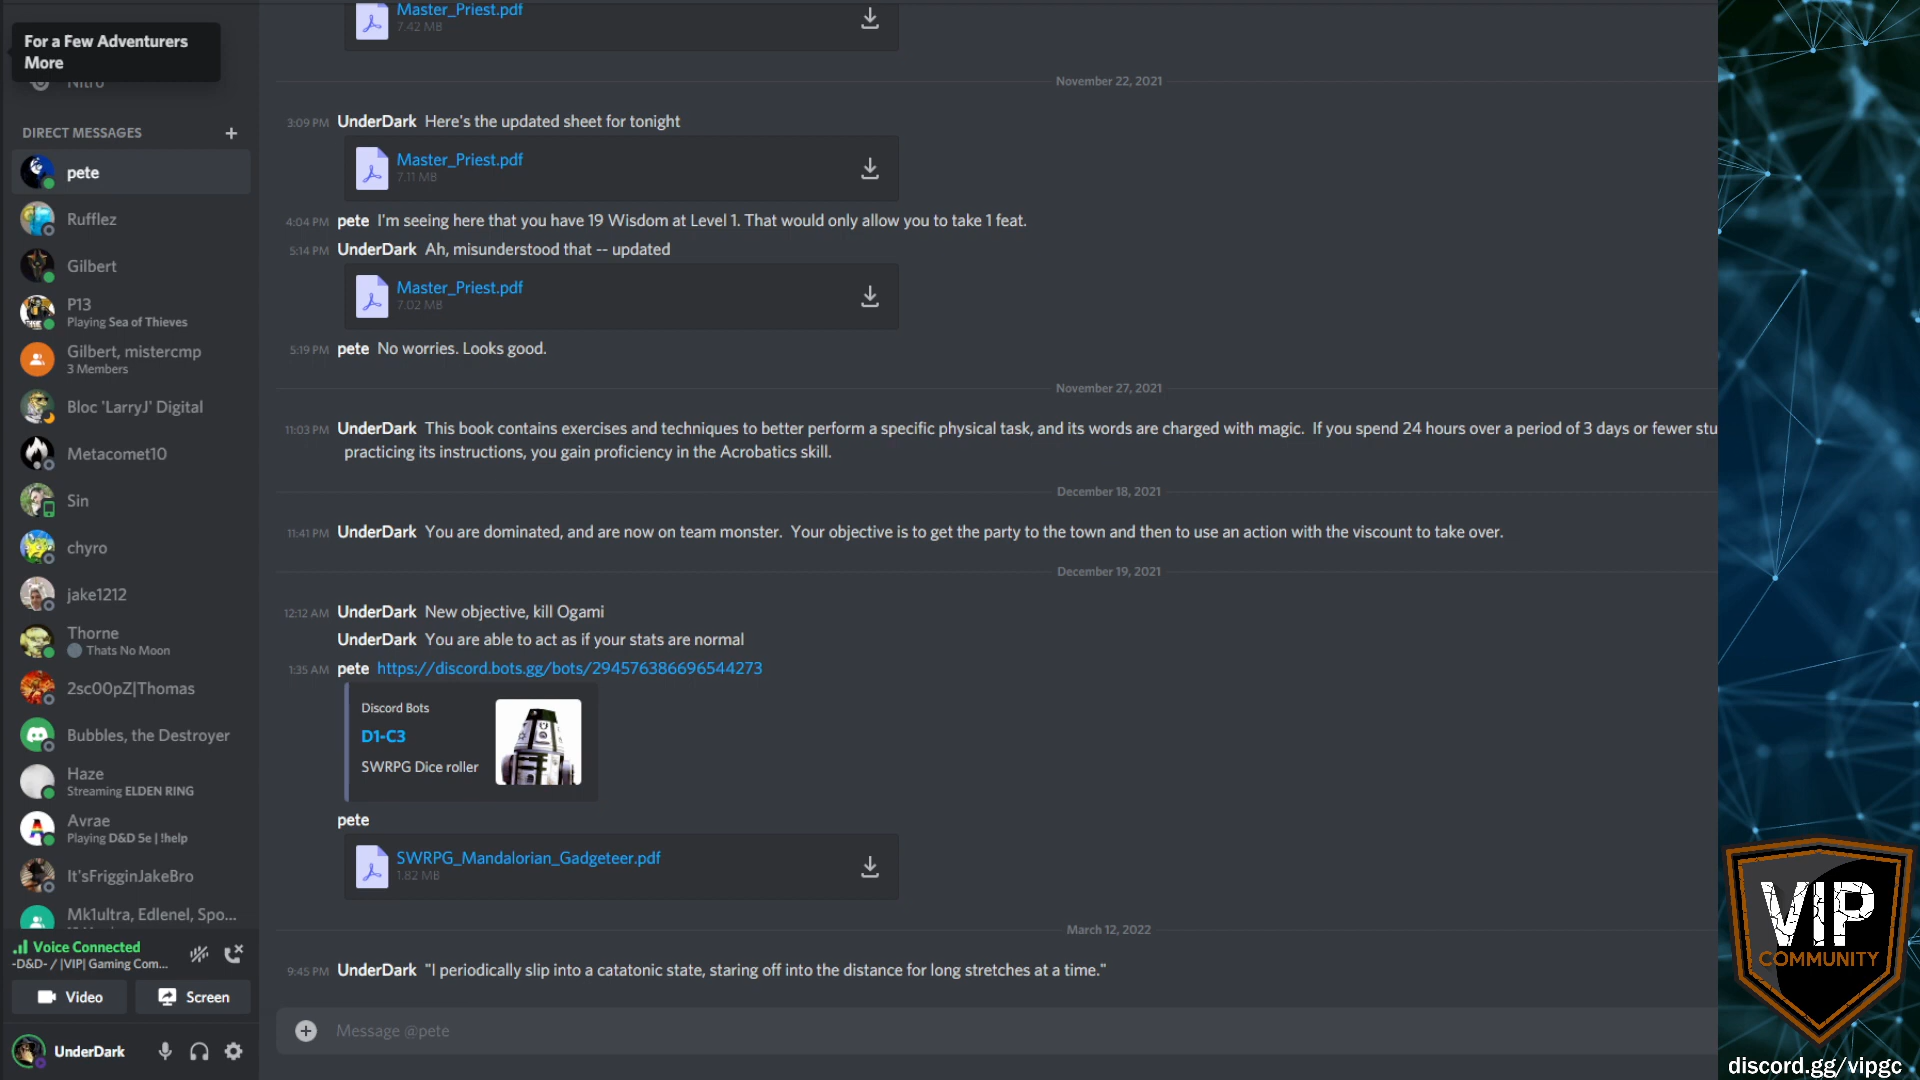 For a Few Adventurers
More
Nitro
DIRECT MESSAGES
pete
Rufflez
Gilbert
P13
Playing Sea of Thieves
Gilbert, mistercmp
3 Members
Bloc 'LarryJ' Digital
Metacomet10
Sin
chyro
jake1212
Thorne
Thats No Moon
2sc00pZ|Thomas
Bubbles, the Destroyer
Haze
Streaming ELDEN RING
Avrae
Playing D&D 5e | !help
It'sFrigginJakeBro
Mk1ultra, Edlenel, Spo...
Voice Connected
-D&D- / |VIP| Gaming Com...
Video Screen
UnderDark
Master_Priest.pdf
7.42 MB
November 22, 2021
3:09 PM UnderDark Here's the updated sheet for tonight
Master_Priest.pdf
7.11 MB
4:04 PM pete I'm seeing here that you have 19 Wisdom at Level 1. That would only allow you to take 1 feat.
5:14 PM UnderDark Ah, misunderstood that -- updated
Master_Priest.pdf
7.02 MB
5:19 PM pete No worries. Looks good.
November 27, 2021
11:03 PM UnderDark This book contains exercises and techniques to better perform a specific physical task, and its words are charged with magic. If you spend 24 hours over a period of 3 days or fewer stu
practicing its instructions, you gain proficiency in the Acrobatics skill.
December 18, 2021
11:41 PM UnderDark You are dominated, and are now on team monster. Your objective is to get the party to the town and then to use an action with the viscount to take over.
December 19, 2021
12:12 AM UnderDark New objective, kill Ogami
UnderDark You are able to act as if your stats are normal
1:35 AM pete https://discord.bots.gg/bots/294576386696544273
Discord Bots
D1-C3
SWRPG Dice roller
pete
SWRPG_Mandalorian_Gadgeteer.pdf
1.82 MB
March 12, 2022
9:45 PM UnderDark "I periodically slip into a catatonic state, staring off into the distance for long stretches at a time."
Message @pete
VIP
COMMUNITY
discord.gg/vipgc